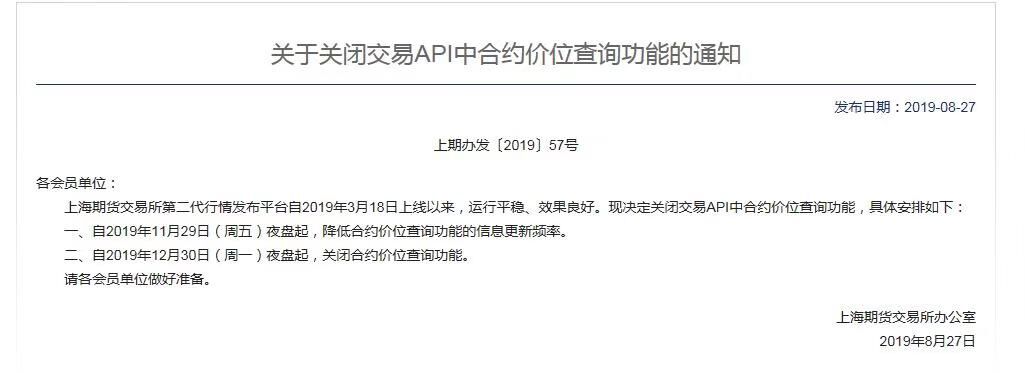 关于关闭交易API中合约价位查询功能的通知
发布日期：2019-08-27
上期办发〔2019〕57号
各会员单位：
上海期货交易所第二代行情发布平台自2019年3月18日上线以来，运行平稳、效果良好。现决定关闭交易API中合约价位查询功能，具体安排如下：
一、自2019年11月29日（周五）夜盘起，降低合约价位查询功能的信息更新频率。
二、自2019年12月30日（周一）夜盘起，关闭合约价位查询功能。
请各会员单位做好准备。
上海期货交易所办公室
2019年8月27日